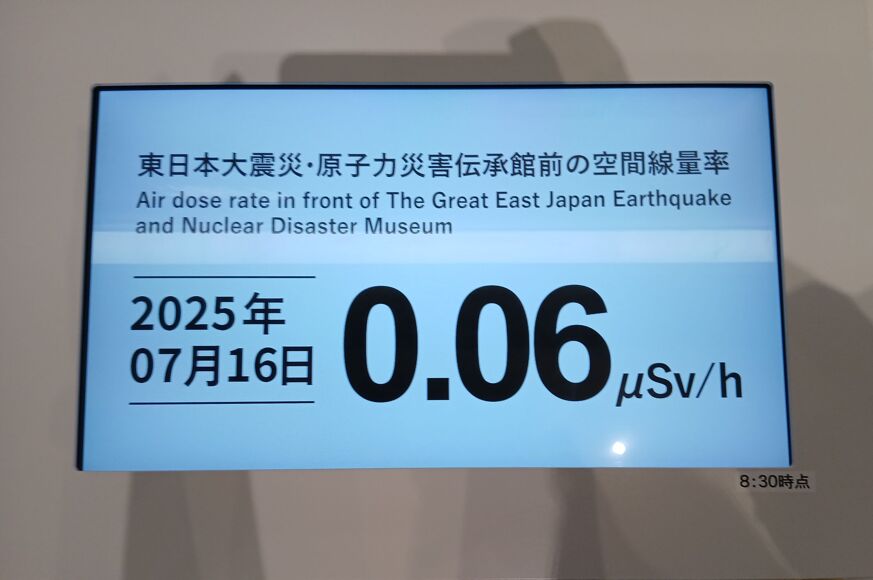 東日本大震災・原子力災害伝承館前の空間線量率
Air dose rate in front of The Great East Japan Earthquake
and Nuclear Disaster Museum
2025年
07月16日
0.06 μSv/h
8:30時点